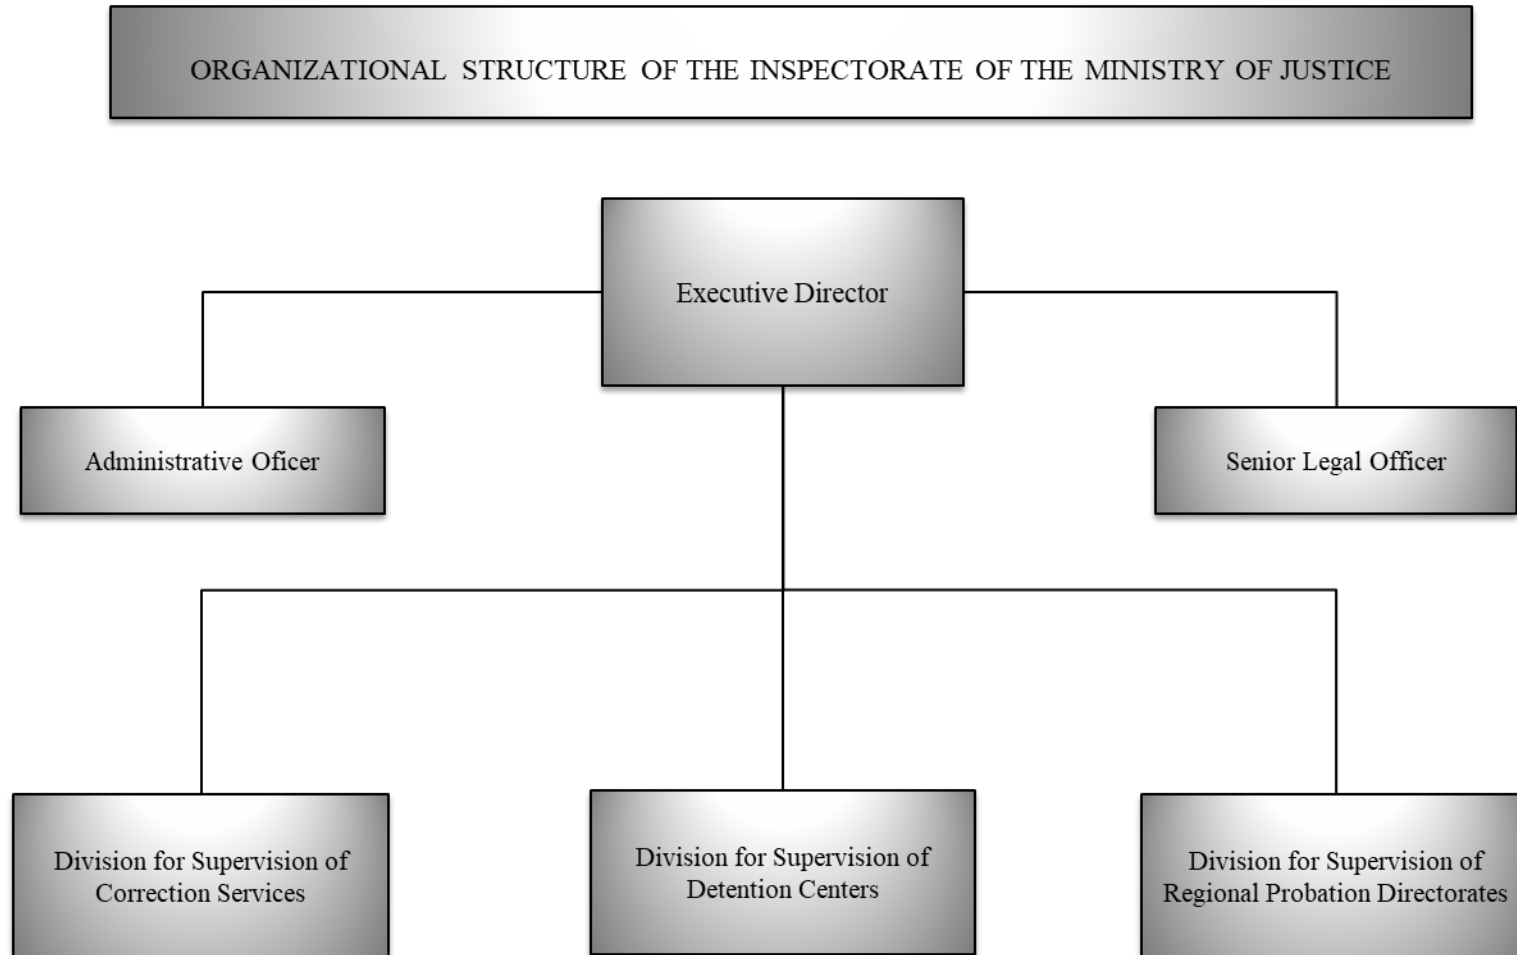 ORGANIZATIONAL STRUCTURE OF THE INSPECTORATE OF THE MINISTRY OF JUSTICE
Executive Director
Administrative Oficer
Senior Legal Officer
Division for Supervision of
Correction Services
Division for Supervision of
Detention Centers
Division for Supervision of
Regional Probation Directorates